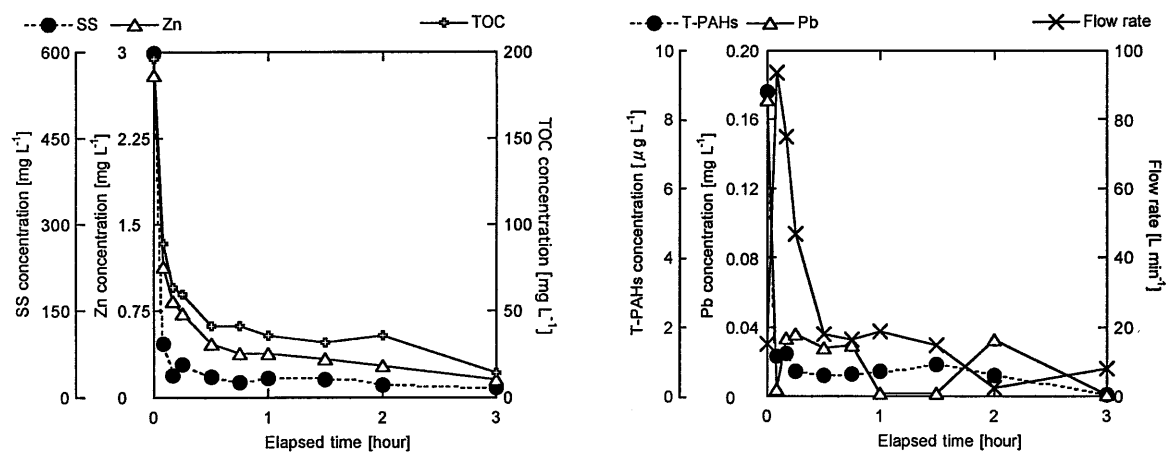 SS Zn TOC
600 3 200
450 2.25 150
300 1.5 100
150 0.75 50
0 0 0
SS concentration [mg L-1]
Zn concentration [mg L-1]
TOC concentration [mg L-1]
0 1 2 3
Elapsed time [hour]
T-PAHs Pb Flow rate
10 0.20 100
8 0.16 80
6 0.12 60
4 0.08 40
2 0.04 20
0 0.00 0
T-PAHs concentration [μg L-1]
Pb concentration [mg L-1]
Flow rate [L min-1]
0 1 2 3
Elapsed time [hour]